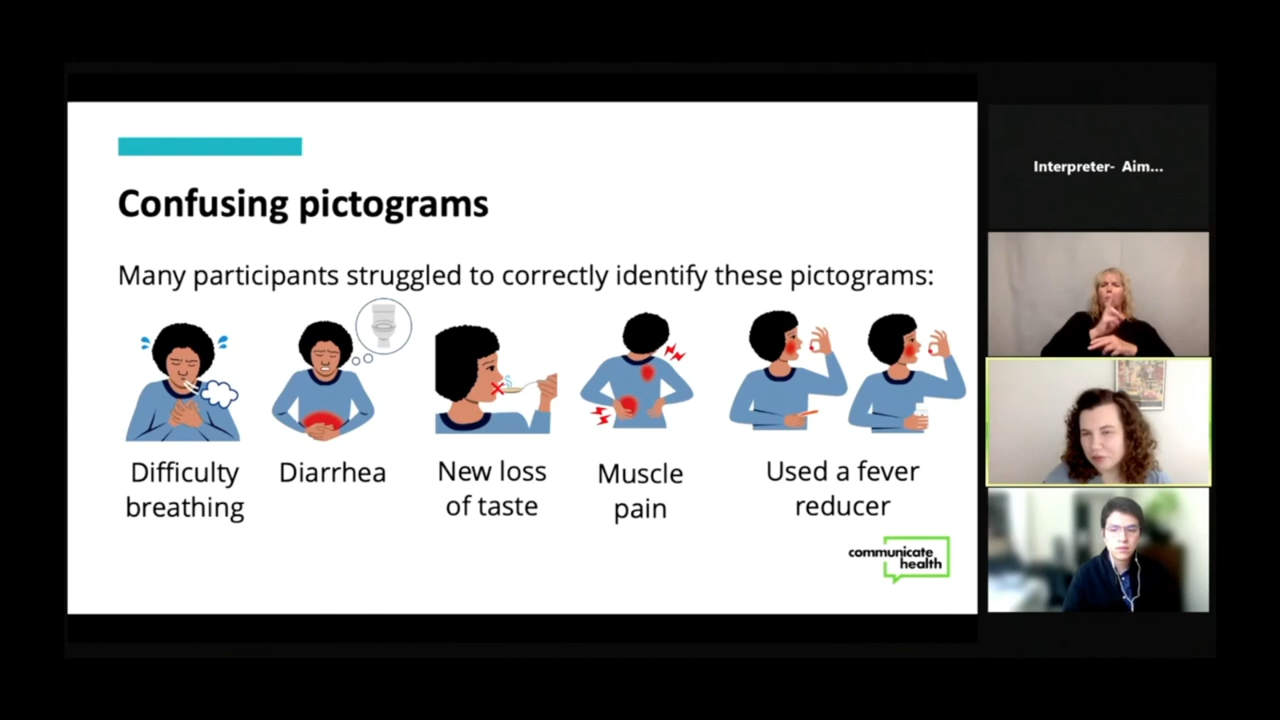 Confusing pictograms
Many participants struggled to correctly identify these pictograms:
Difficulty
breathing
Diarrhea
New loss
of taste
Muscle
pain
Used a fever
reducer
communicate
health
Interpreter- Aim...